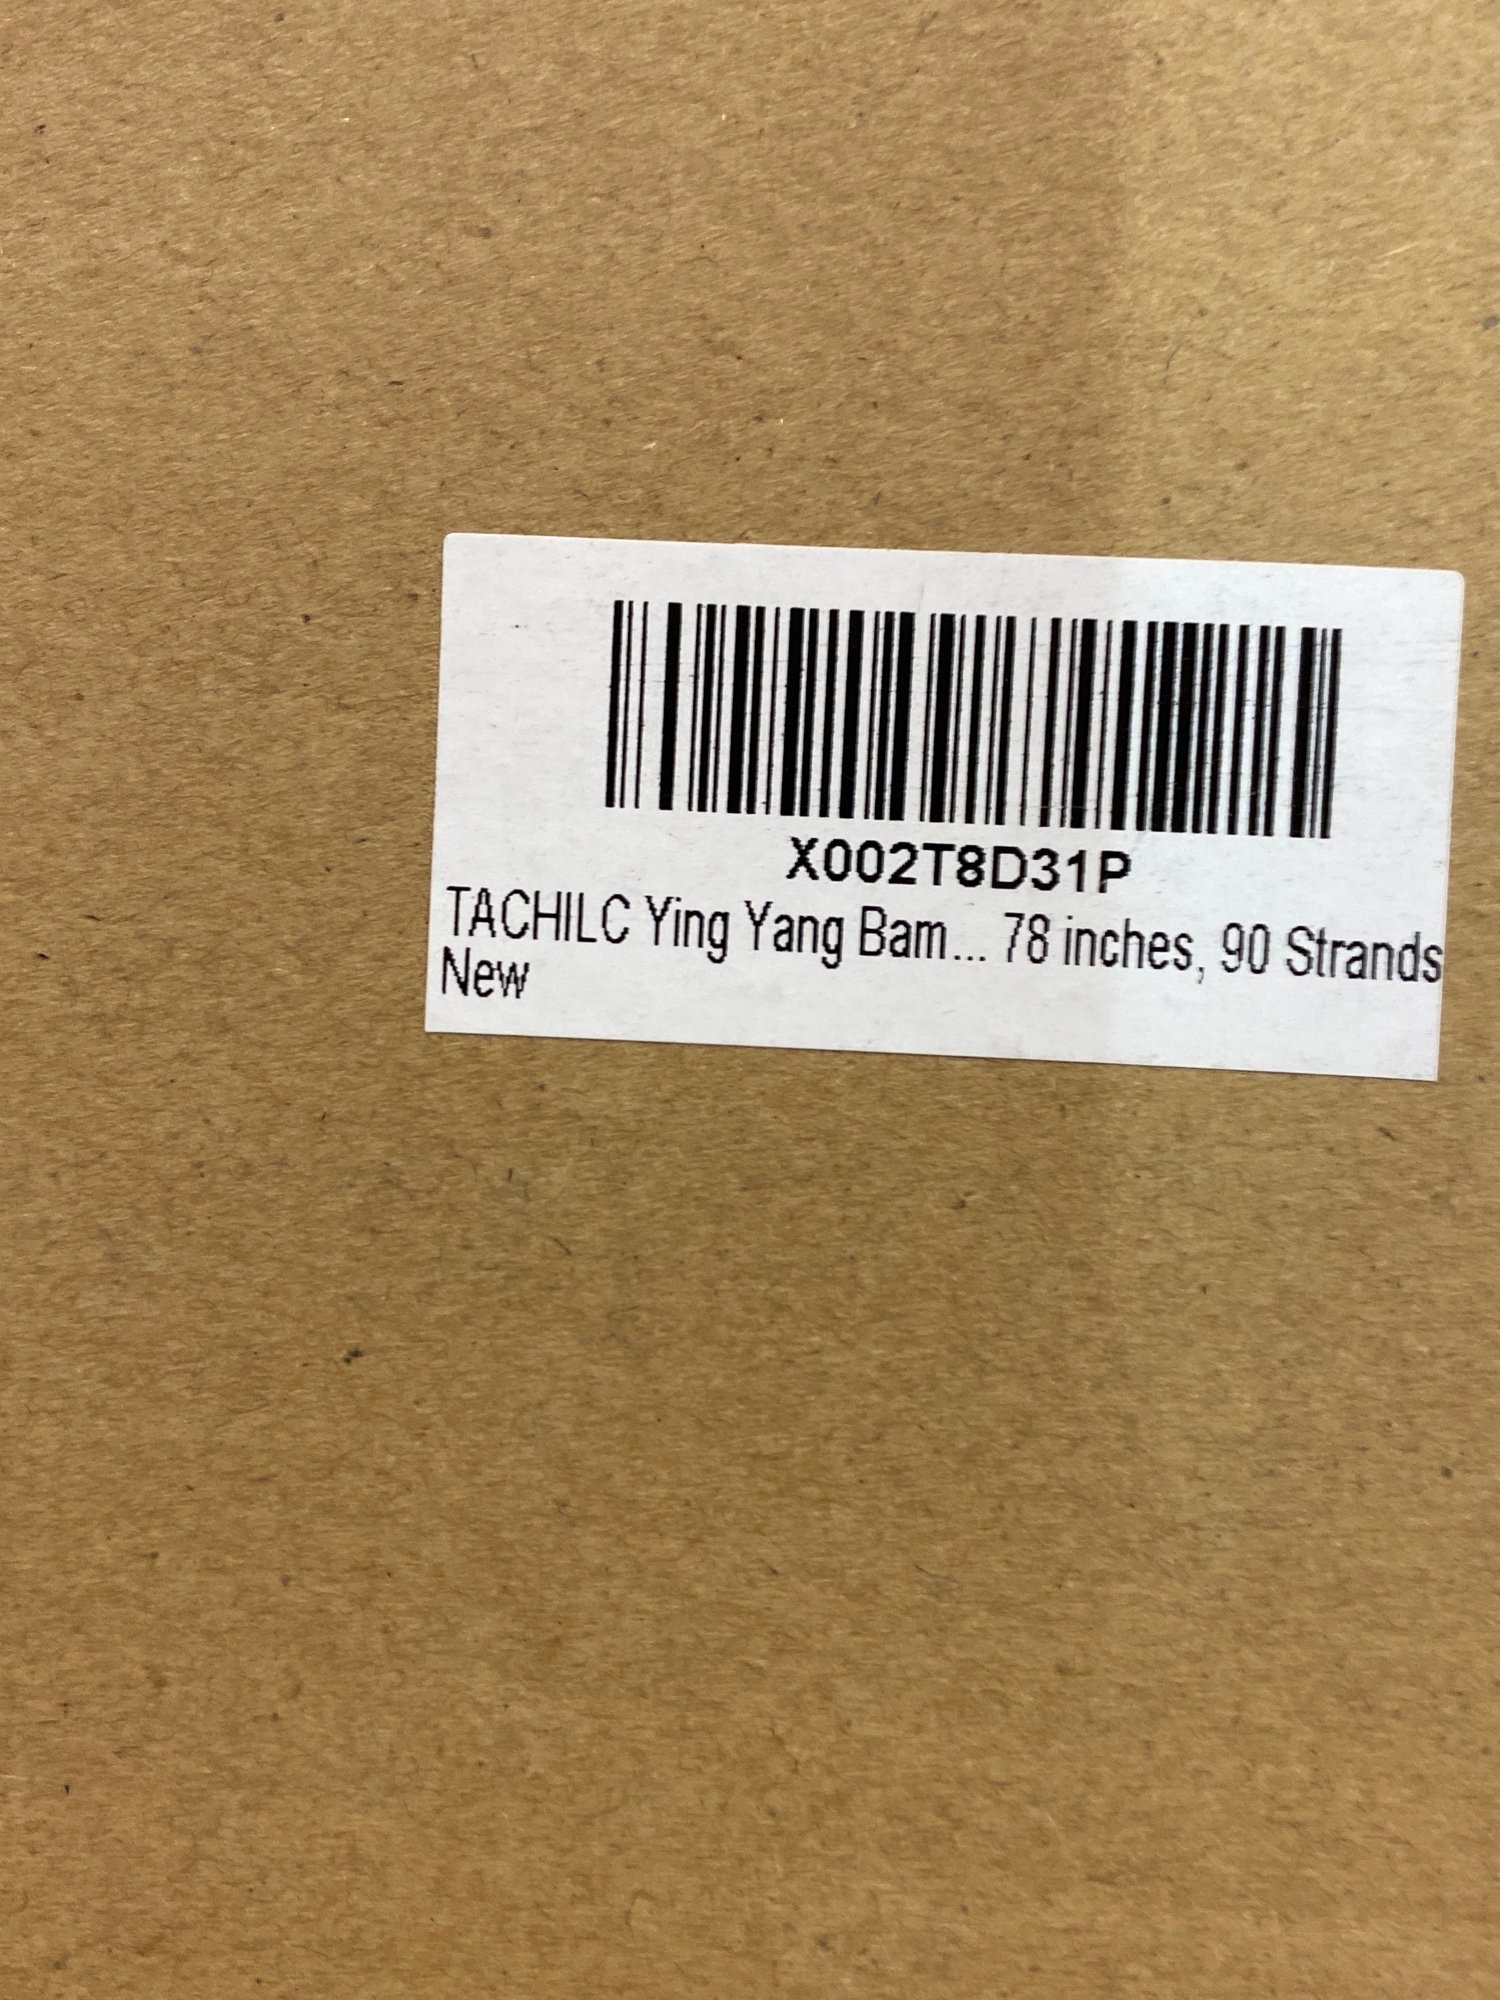 X002T8D31P
TACHILC Ying Yang Bam... 78 inches, 90 Strands
New